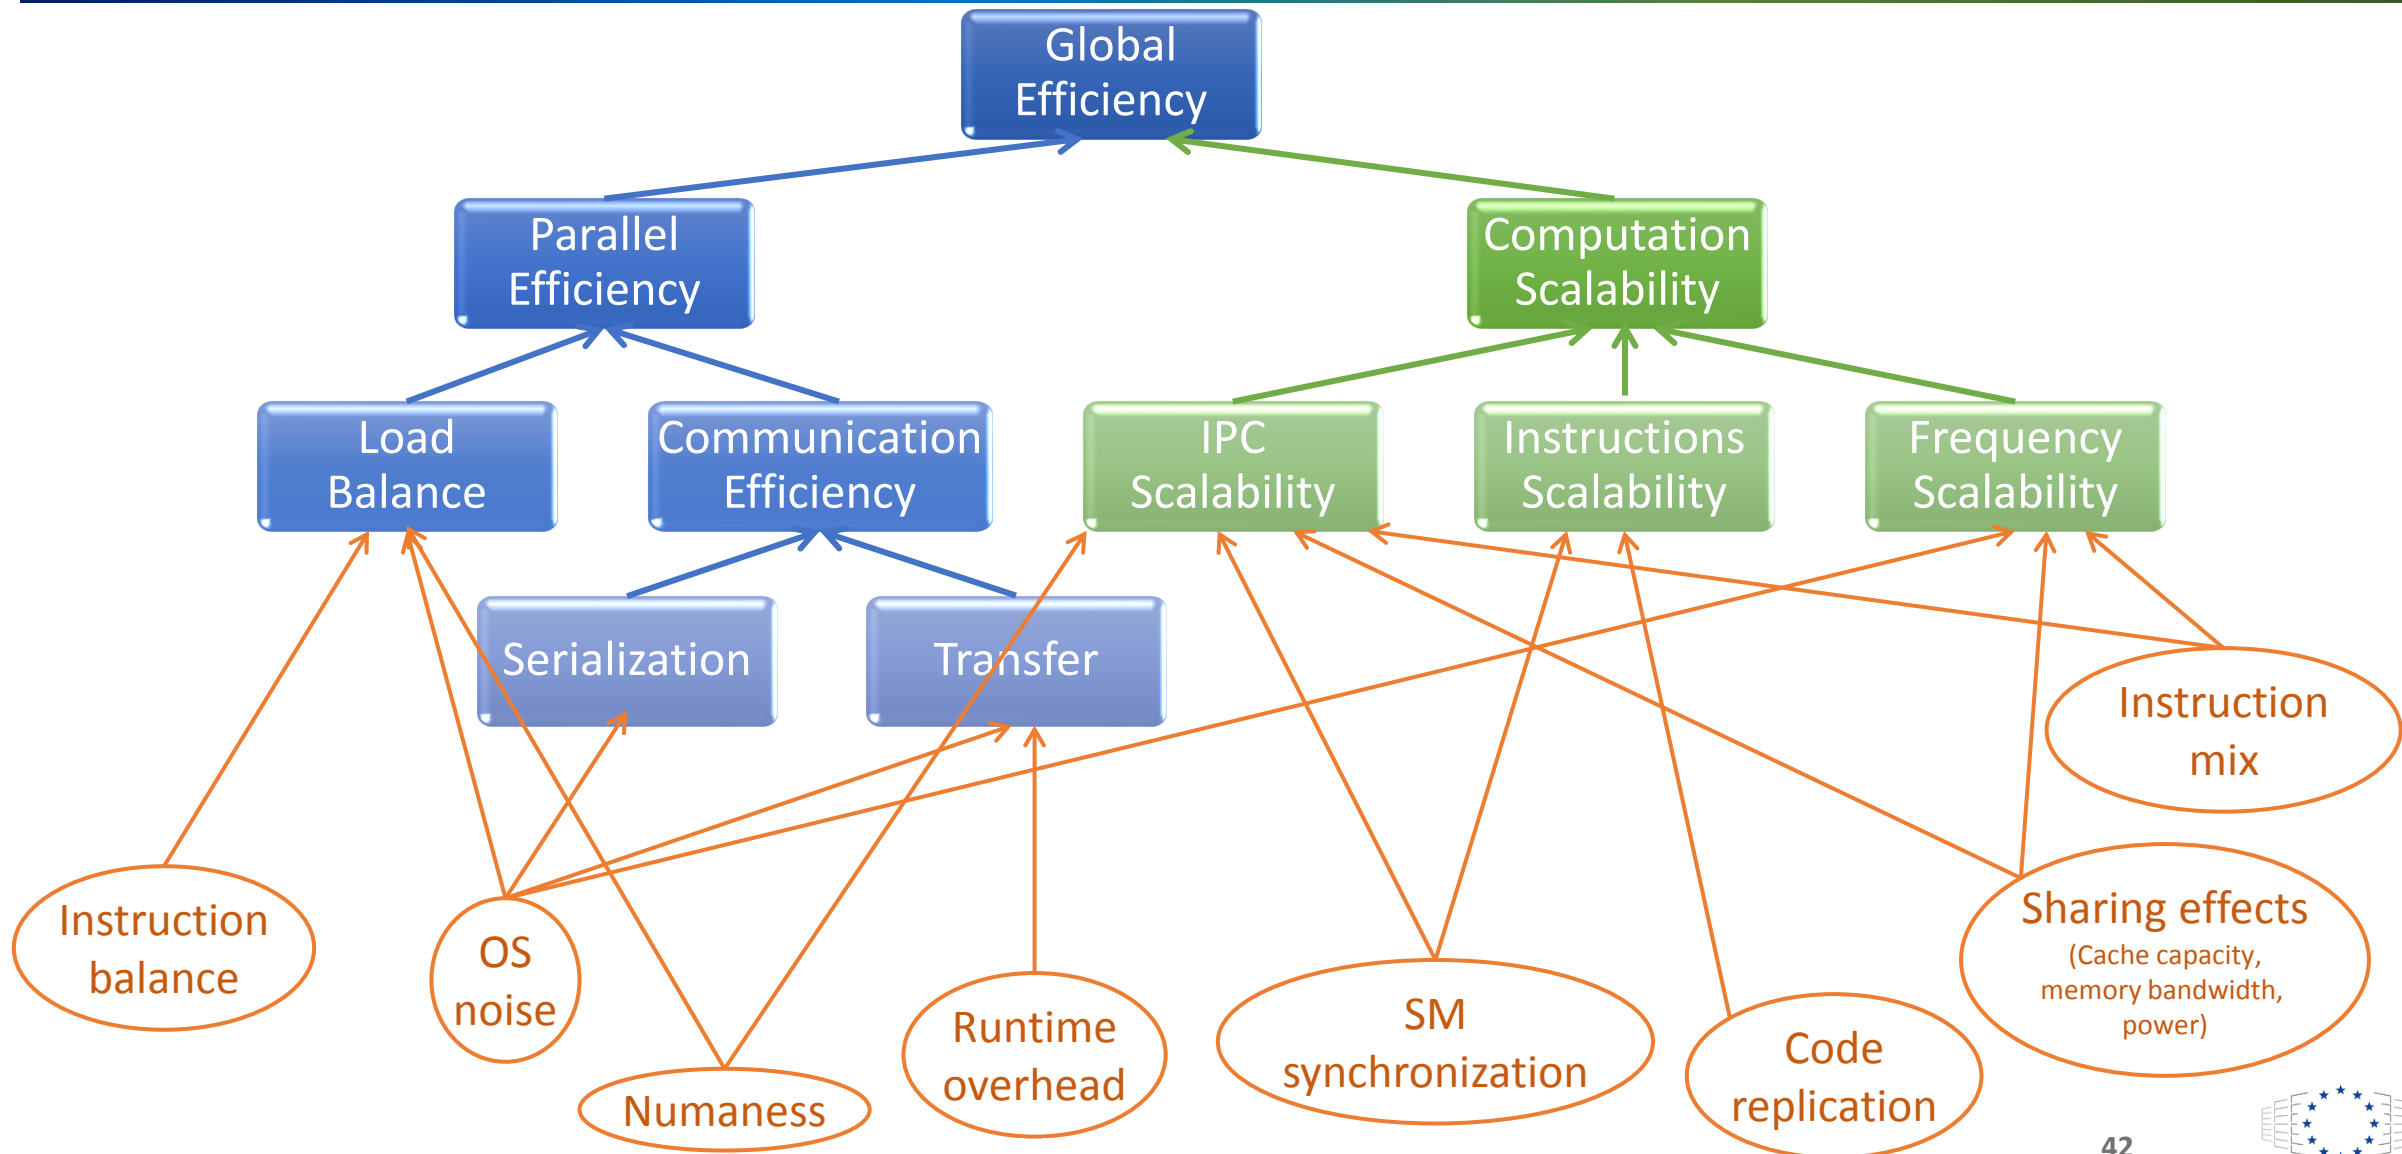 Global
Efficiency
Parallel
Efficiency
Computation
Scalability
Load
Balance
Communication
Efficiency
IPC
Scalability
Instructions
Scalability
Frequency
Scalability
Serialization
Transfer
Instruction
mix
Instruction
balance
OS
noise
Numaness
Runtime
overhead
SM
synchronization
Code
replication
Sharing effects
(Cache capacity,
memory bandwidth,
power)
42